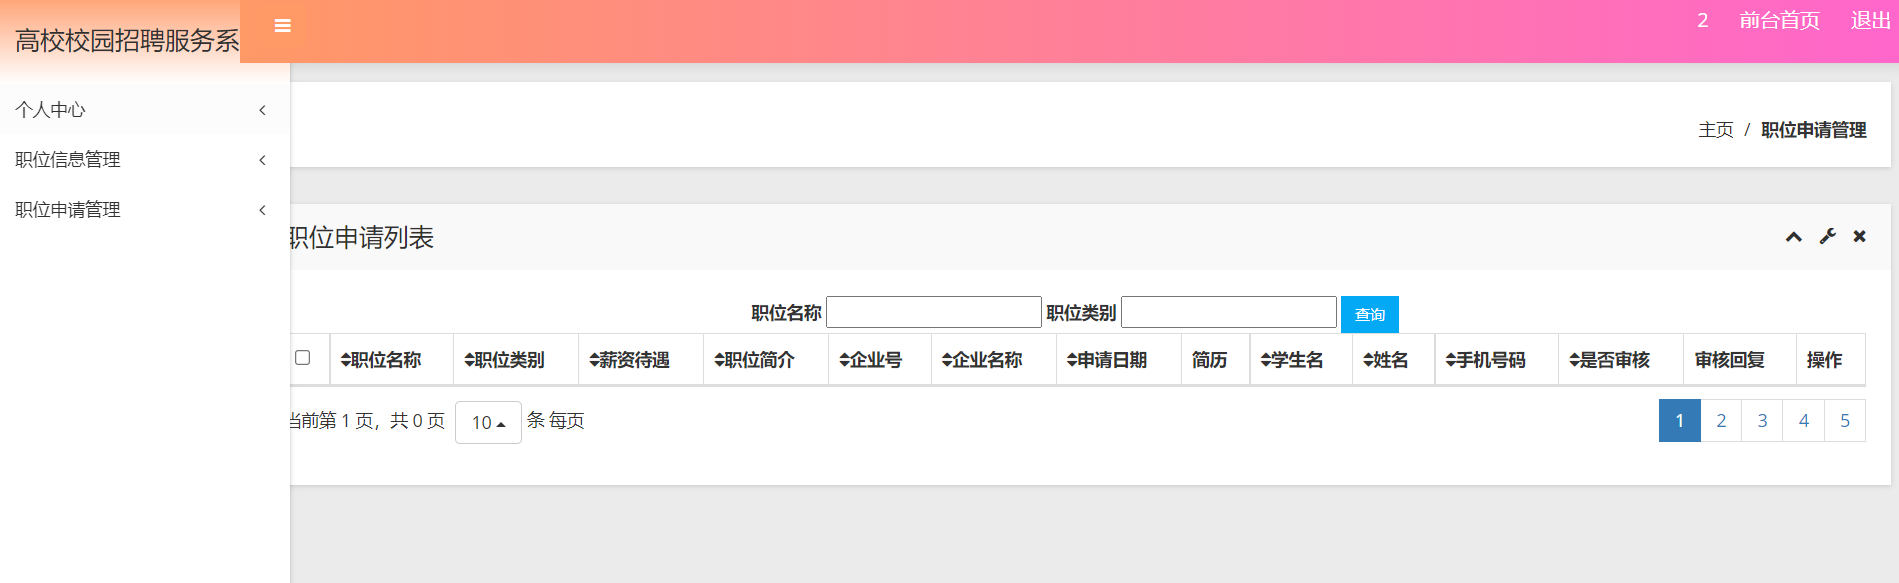 高校校园招聘服务系
2 前台首页 退出
个人中心
职位信息管理
职位申请管理
主页 / 职位申请管理
职位申请列表
职位名称 职位类别 查询
职位名称 职位类别 薪资待遇 职位简介 企业号 企业名称 申请日期 简历 学生名 姓名 手机号码 是否审核 审核回复 操作
当前第 1 页，共 0 页 10 条 每页
1 2 3 4 5